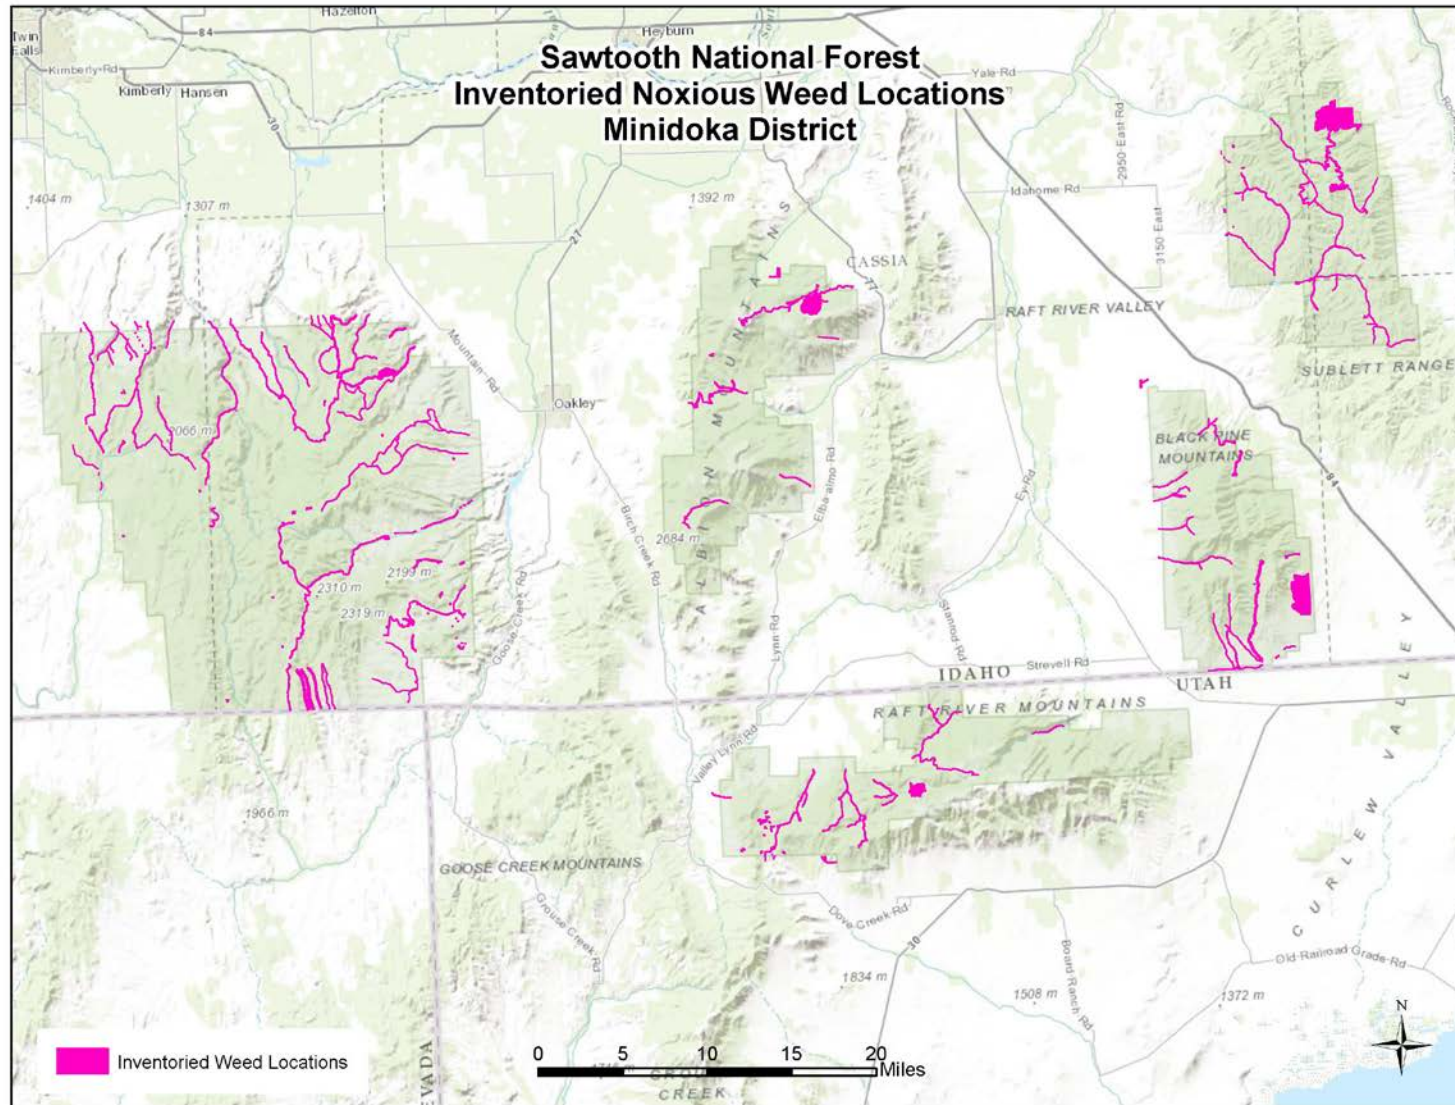 Hazelton
Heyburn
84
Twin
Falls
Kimberly-Rd
Kimberly
Hansen
30
Sawtooth National Forest
Inventoried Noxious Weed Locations
Minidoka District
Yale-Rd
2950-East-Rd
Idahome Rd
3150-East
1404 m
1307 m
1392 m
27
CASSIA
77
RAFT RIVER VALLEY
SUBLETT RANGE
Mountain- Rd
Oakley
ALBION MOUNTAINS
BLACK PINE
MOUNTAINS
84
2066 m
Elba-almo Rd
Ey-Rd
Birch Creek Rd
2684 m
2199 m
2310 m
2319 m
Goose-Creek Rd
Lynn-Rd
Stanrod-Rd
Strevell Rd
IDAHO
UTAH
RAFT RIVER MOUNTAINS
Valley Lynn-Rd
CURLEW VALLEY
1966 m
GOOSE CREEK MOUNTAINS
Grouse-Creek-Rd
Dove-Creek-Rd
30
1834 m
Board-Ranch-Rd
1508 m
Old-Railroad Grade-Rd
1372 m
N
Inventoried Weed Locations
0 5 10 15 20
Miles
CREEK